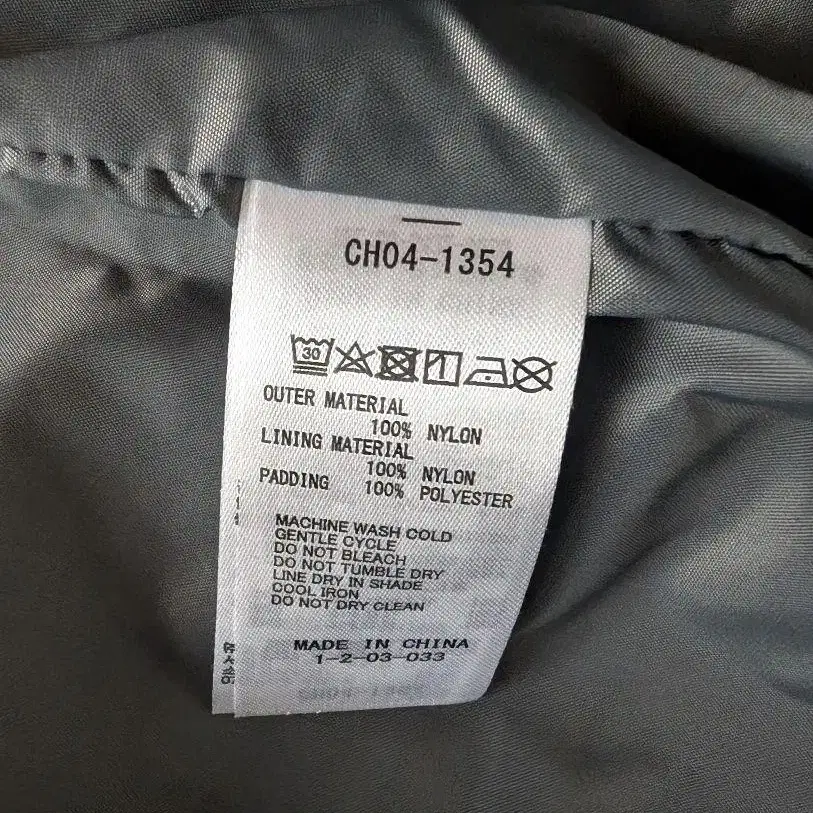 CH04-1354
30
OUTER MATERIAL
100% NYLON
LINING MATERIAL
100% NYLON
PADDING 100% POLYESTER
MACHINE WASH COLD
GENTLE CYCLE
DO NOT BLEACH
DO NOT TUMBLE DRY
LINE DRY IN SHADE
COOL IRON
DO NOT DRY CLEAN
MADE IN CHINA
1-2-03-033